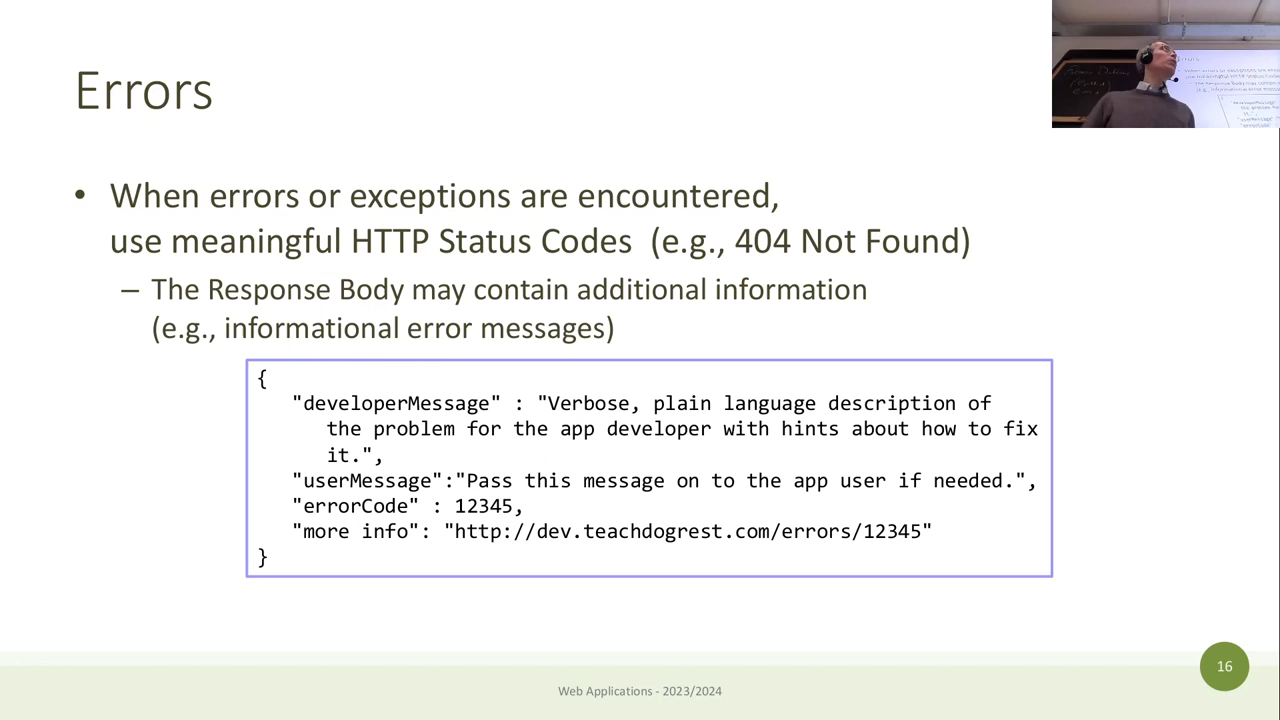 Errors
• When errors or exceptions are encountered,
use meaningful HTTP Status Codes (e.g., 404 Not Found)
– The Response Body may contain additional information
(e.g., informational error messages)
{
"developerMessage" : "Verbose, plain language description of
the problem for the app developer with hints about how to fix
it.",
"userMessage":"Pass this message on to the app user if needed.",
"errorCode" : 12345,
"more info": "http://dev.teachdogrest.com/errors/12345"
}
16
Web Applications - 2023/2024